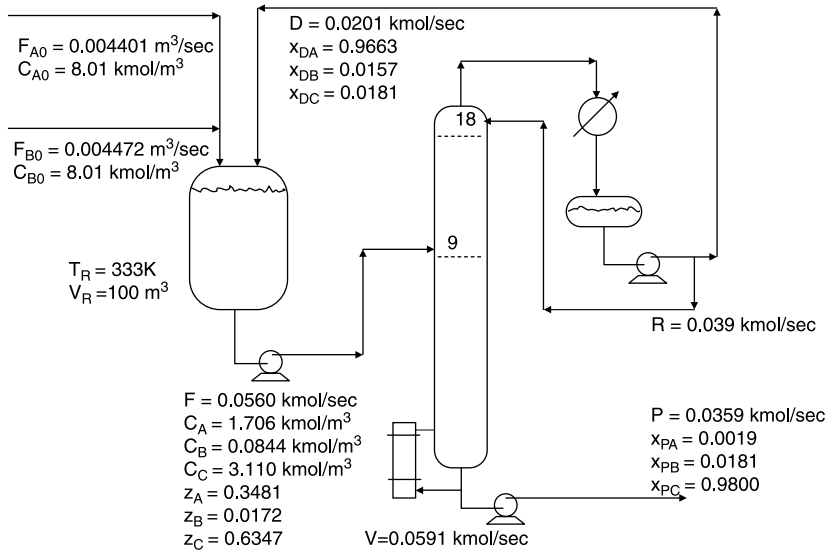 F_A0 = 0.004401 m³/sec
C_A0 = 8.01 kmol/m³
F_B0 = 0.004472 m³/sec
C_B0 = 8.01 kmol/m³
D = 0.0201 kmol/sec
x_DA = 0.9663
x_DB = 0.0157
x_DC = 0.0181
18
9
T_R = 333K
V_R =100 m³
R = 0.039 kmol/sec
F = 0.0560 kmol/sec
C_A = 1.706 kmol/m³
C_B = 0.0844 kmol/m³
C_C = 3.110 kmol/m³
z_A = 0.3481
z_B = 0.0172
z_C = 0.6347
V=0.0591 kmol/sec
P = 0.0359 kmol/sec
x_PA = 0.0019
x_PB = 0.0181
x_PC = 0.9800